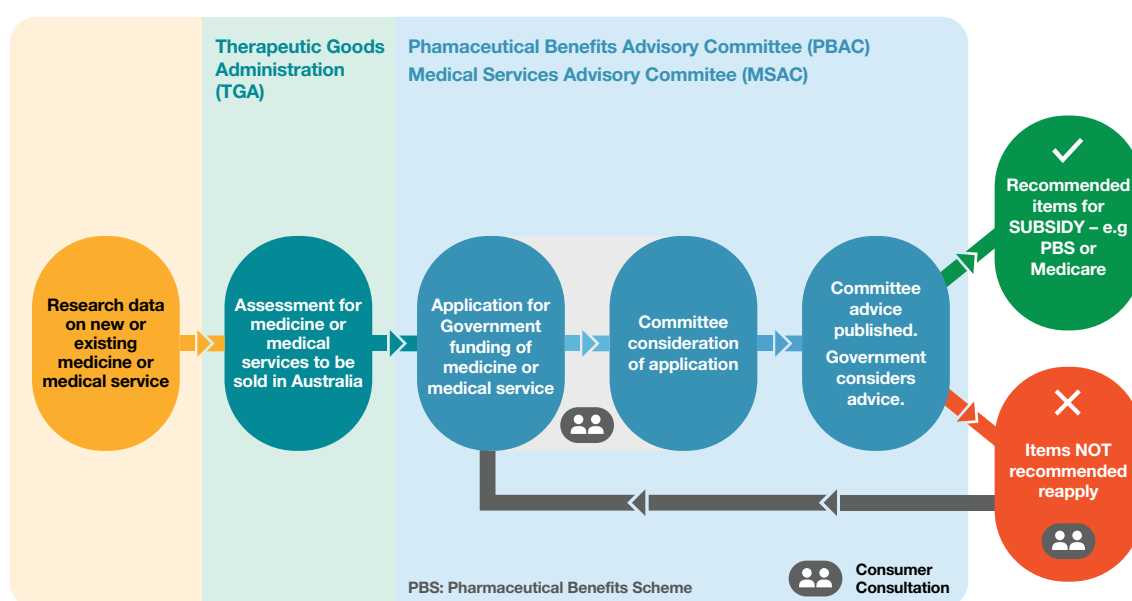 Therapeutic Goods
Administration
(TGA)
Phamaceutical Benefits Advisory Committee (PBAC)
Medical Services Advisory Commitee (MSAC)
Research data
on new or
existing
medicine or
medical service
Assessment for
medicine or
medical
services to be
sold in Australia
Application for
Government
funding of
medicine or
medical service
Committee
consideration
of application
Committee
advice
published.
Government
considers
advice.
Recommended
items for
SUBSIDY – e.g
PBS or
Medicare
Items NOT
recommended
reapply
PBS: Pharmaceutical Benefits Scheme
Consumer
Consultation